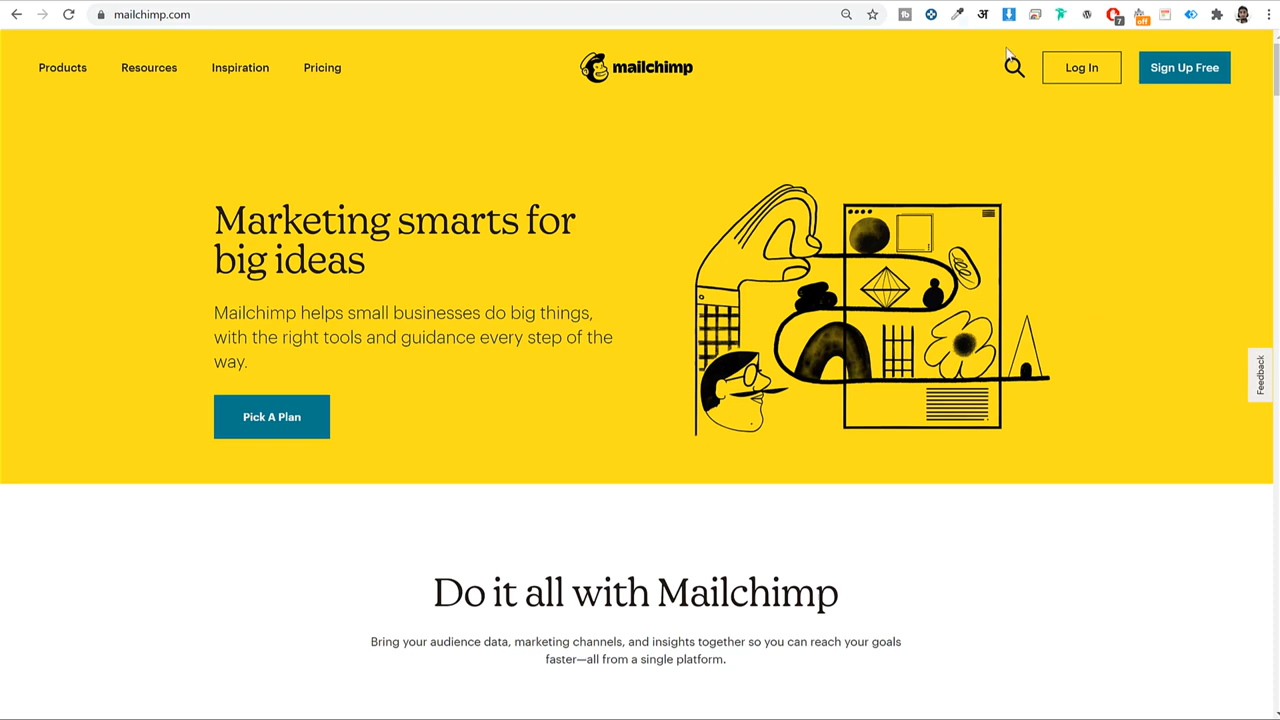 mailchimp.com
fb
अ
7
off
Products
Resources
Inspiration
Pricing
mailchimp
Log In
Sign Up Free
Marketing smarts for
big ideas
Mailchimp helps small businesses do big things,
with the right tools and guidance every step of the
way.
Pick A Plan
Feedback
Do it all with Mailchimp
Bring your audience data, marketing channels, and insights together so you can reach your goals
faster—all from a single platform.